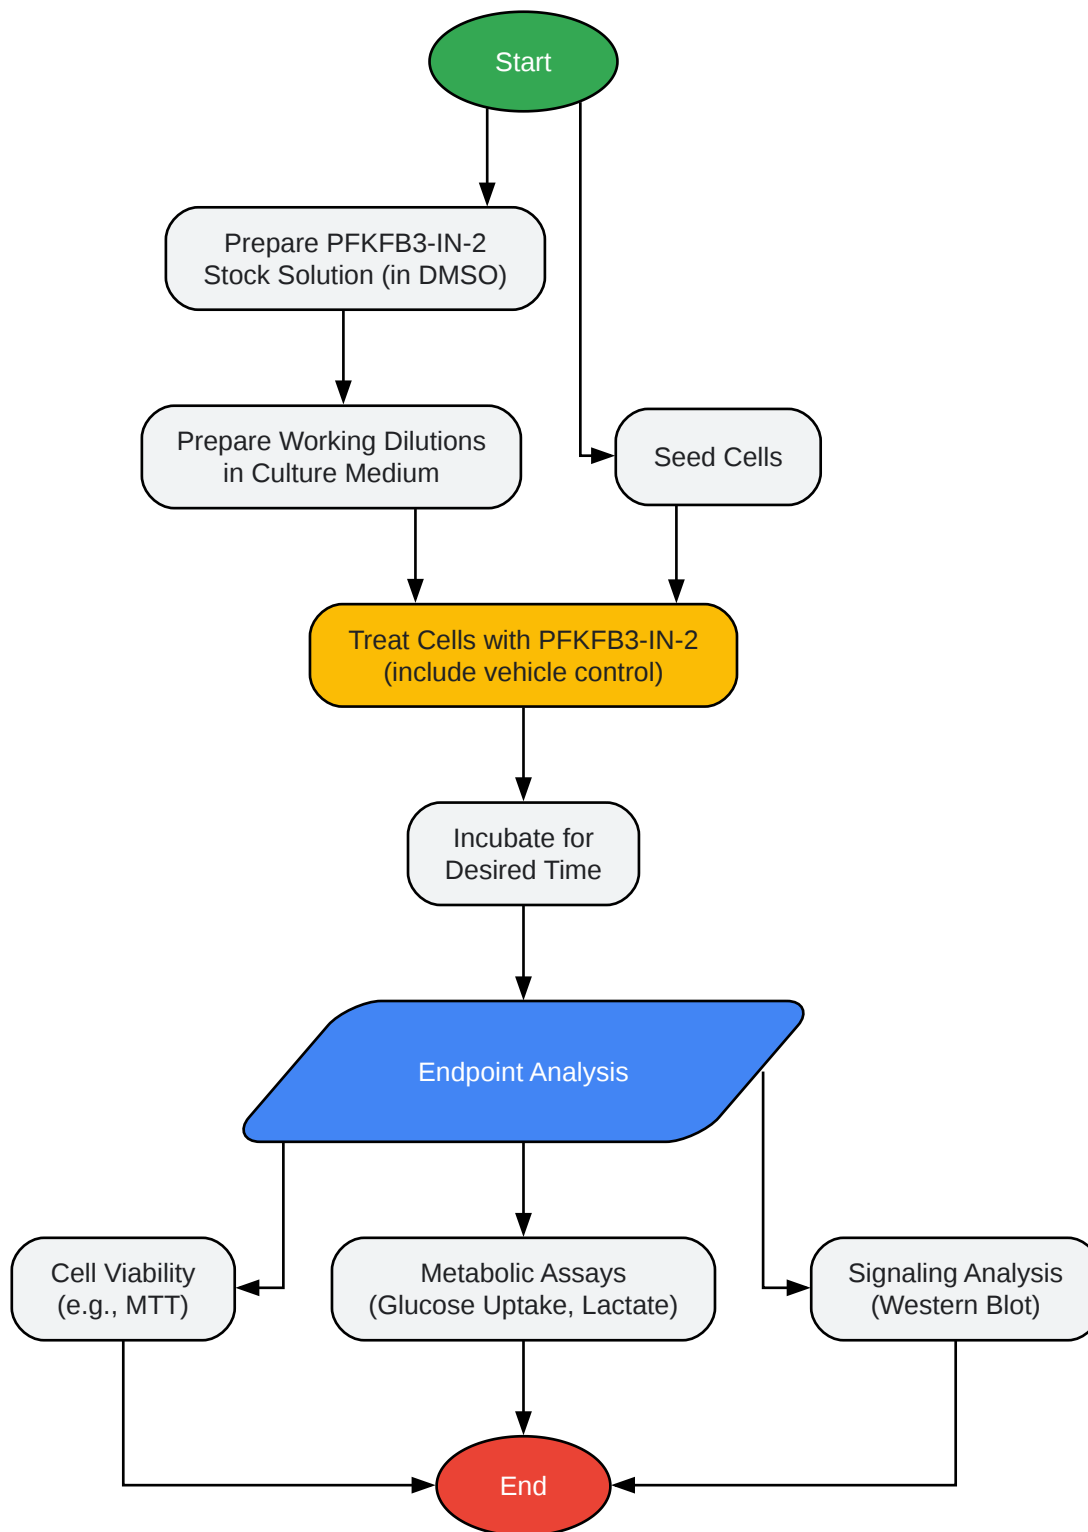 Start
Prepare PFKFB3-IN-2
Stock Solution (in DMSO)
Prepare Working Dilutions
in Culture Medium
Seed Cells
Treat Cells with PFKFB3-IN-2
(include vehicle control)
Incubate for
Desired Time
Endpoint Analysis
Cell Viability
(e.g., MTT)
Metabolic Assays
(Glucose Uptake, Lactate)
Signaling Analysis
(Western Blot)
End